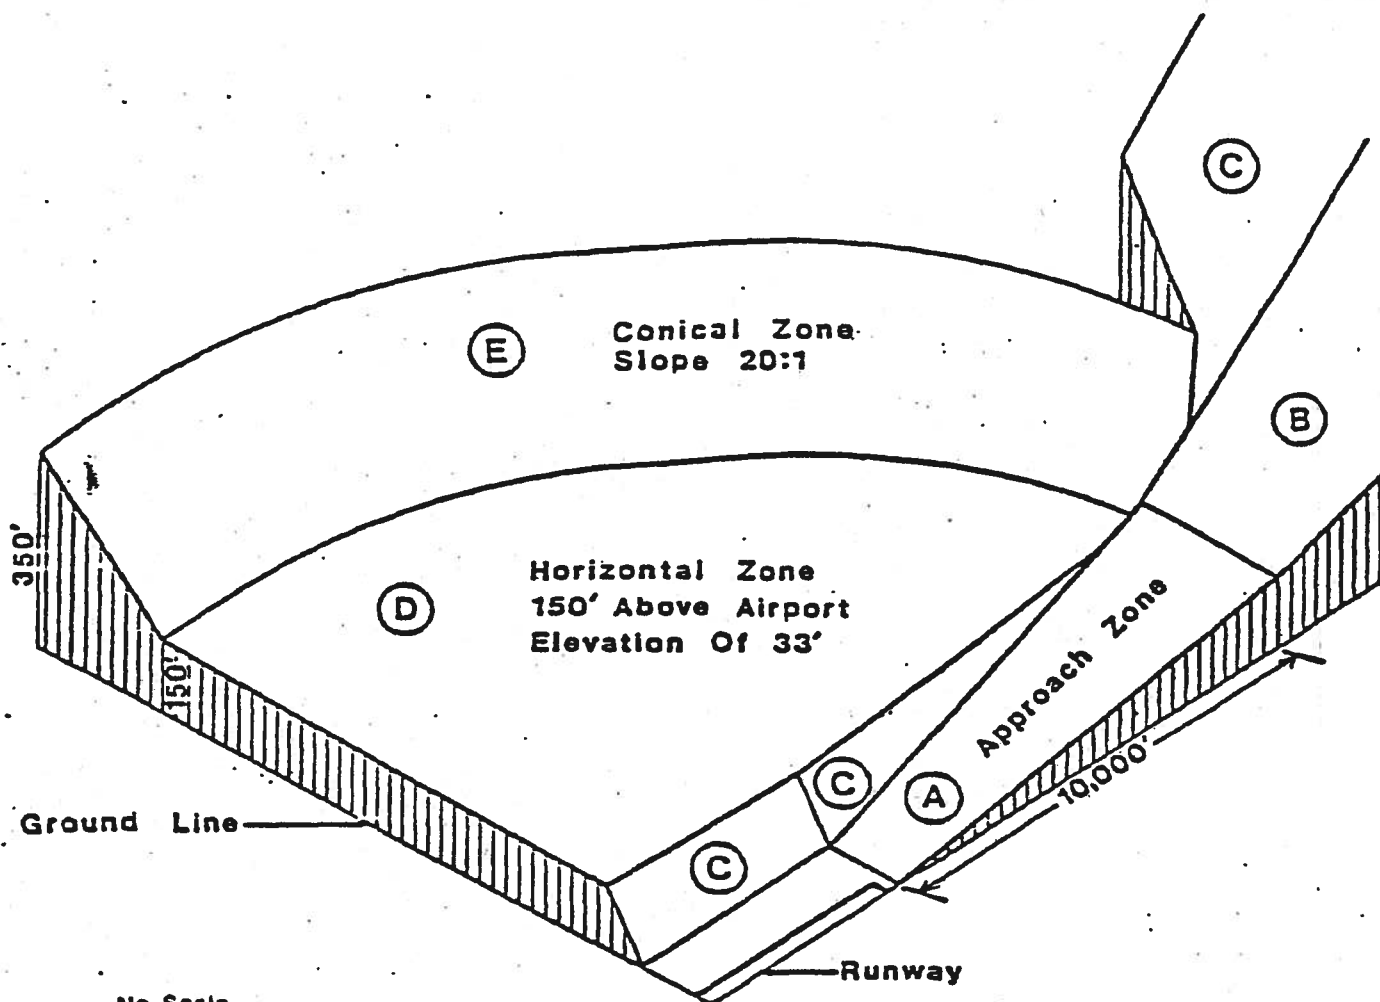 C
E
Conical Zone
Slope 20:1
B
350'
D
Horizontal Zone
150' Above Airport
Elevation Of 33'
150'
Approach Zone
C
A
10,000'
Ground Line
C
Runway
No Scale